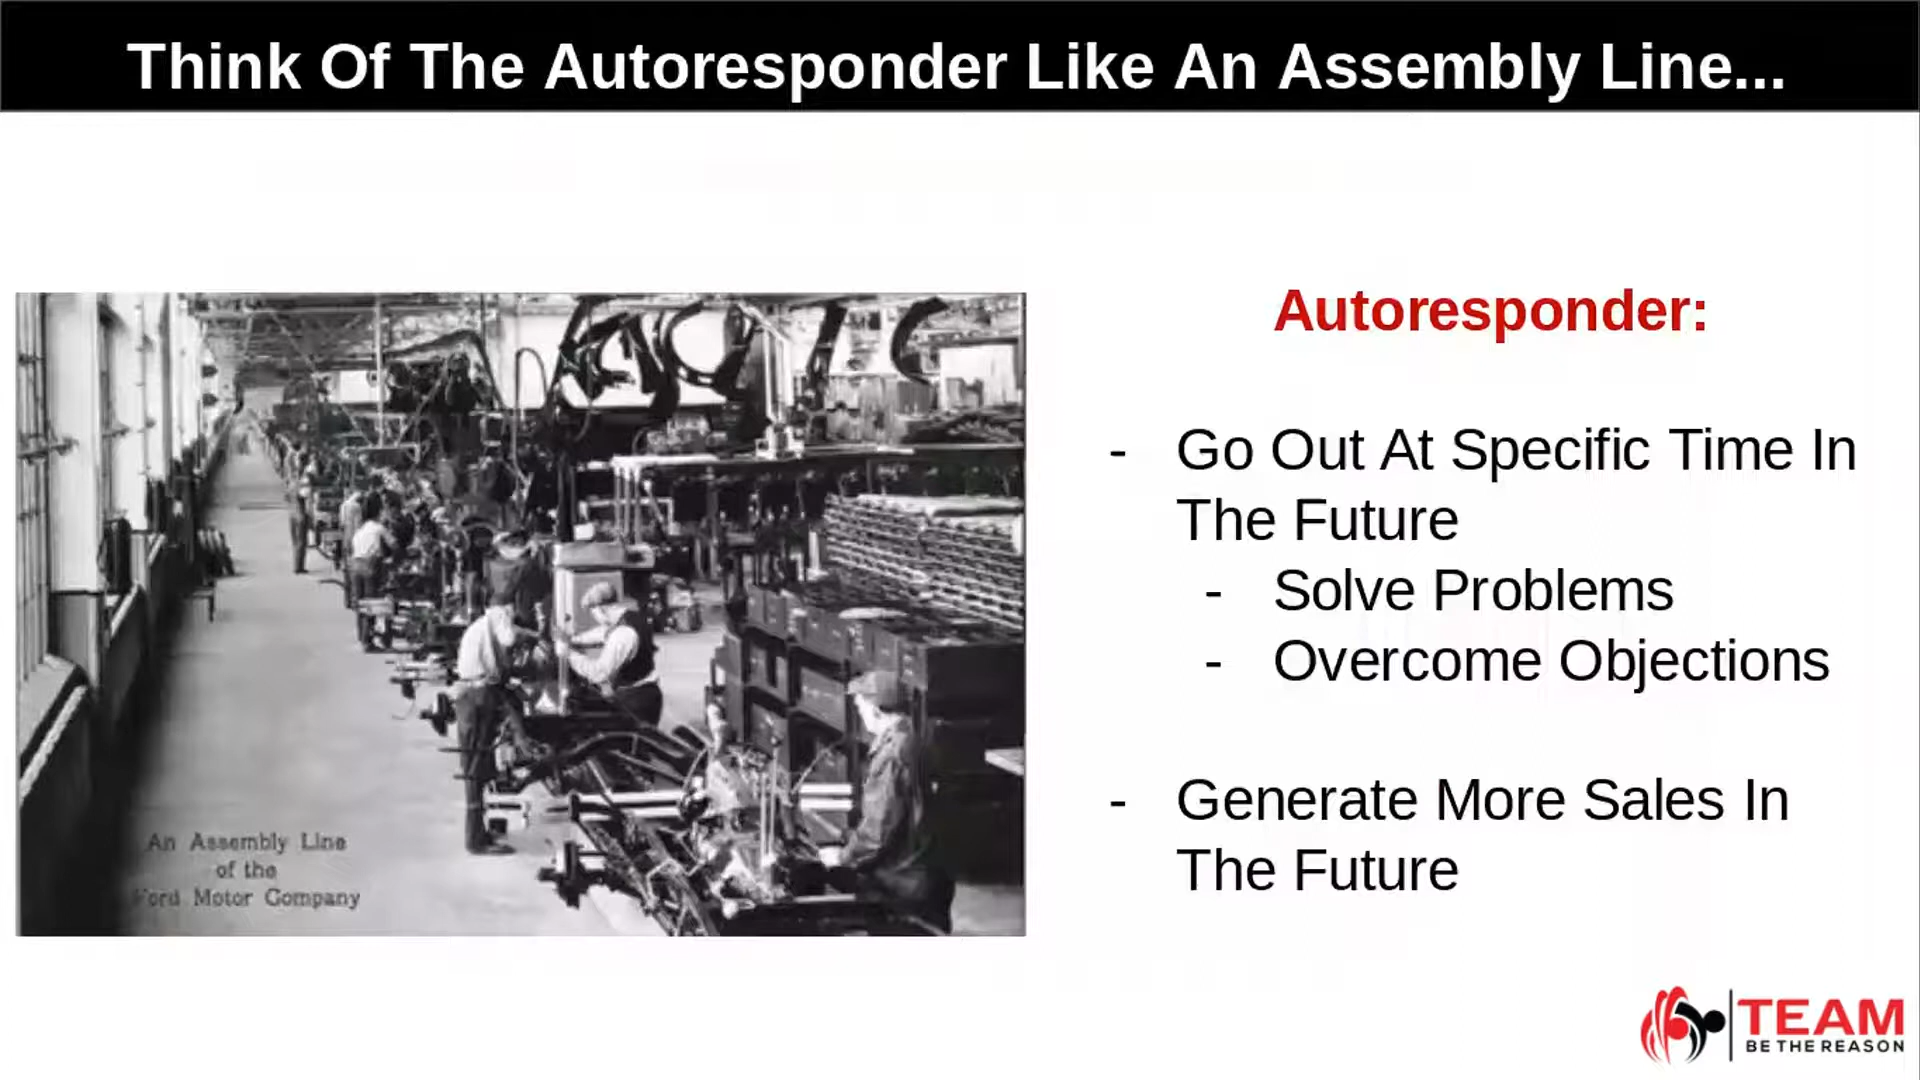 Think Of The Autoresponder Like An Assembly Line...
Autoresponder:
- Go Out At Specific Time In
The Future
- Solve Problems
- Overcome Objections
- Generate More Sales In
The Future
An Assembly Line
of the
Ford Motor Company
TEAM
BE THE REASON